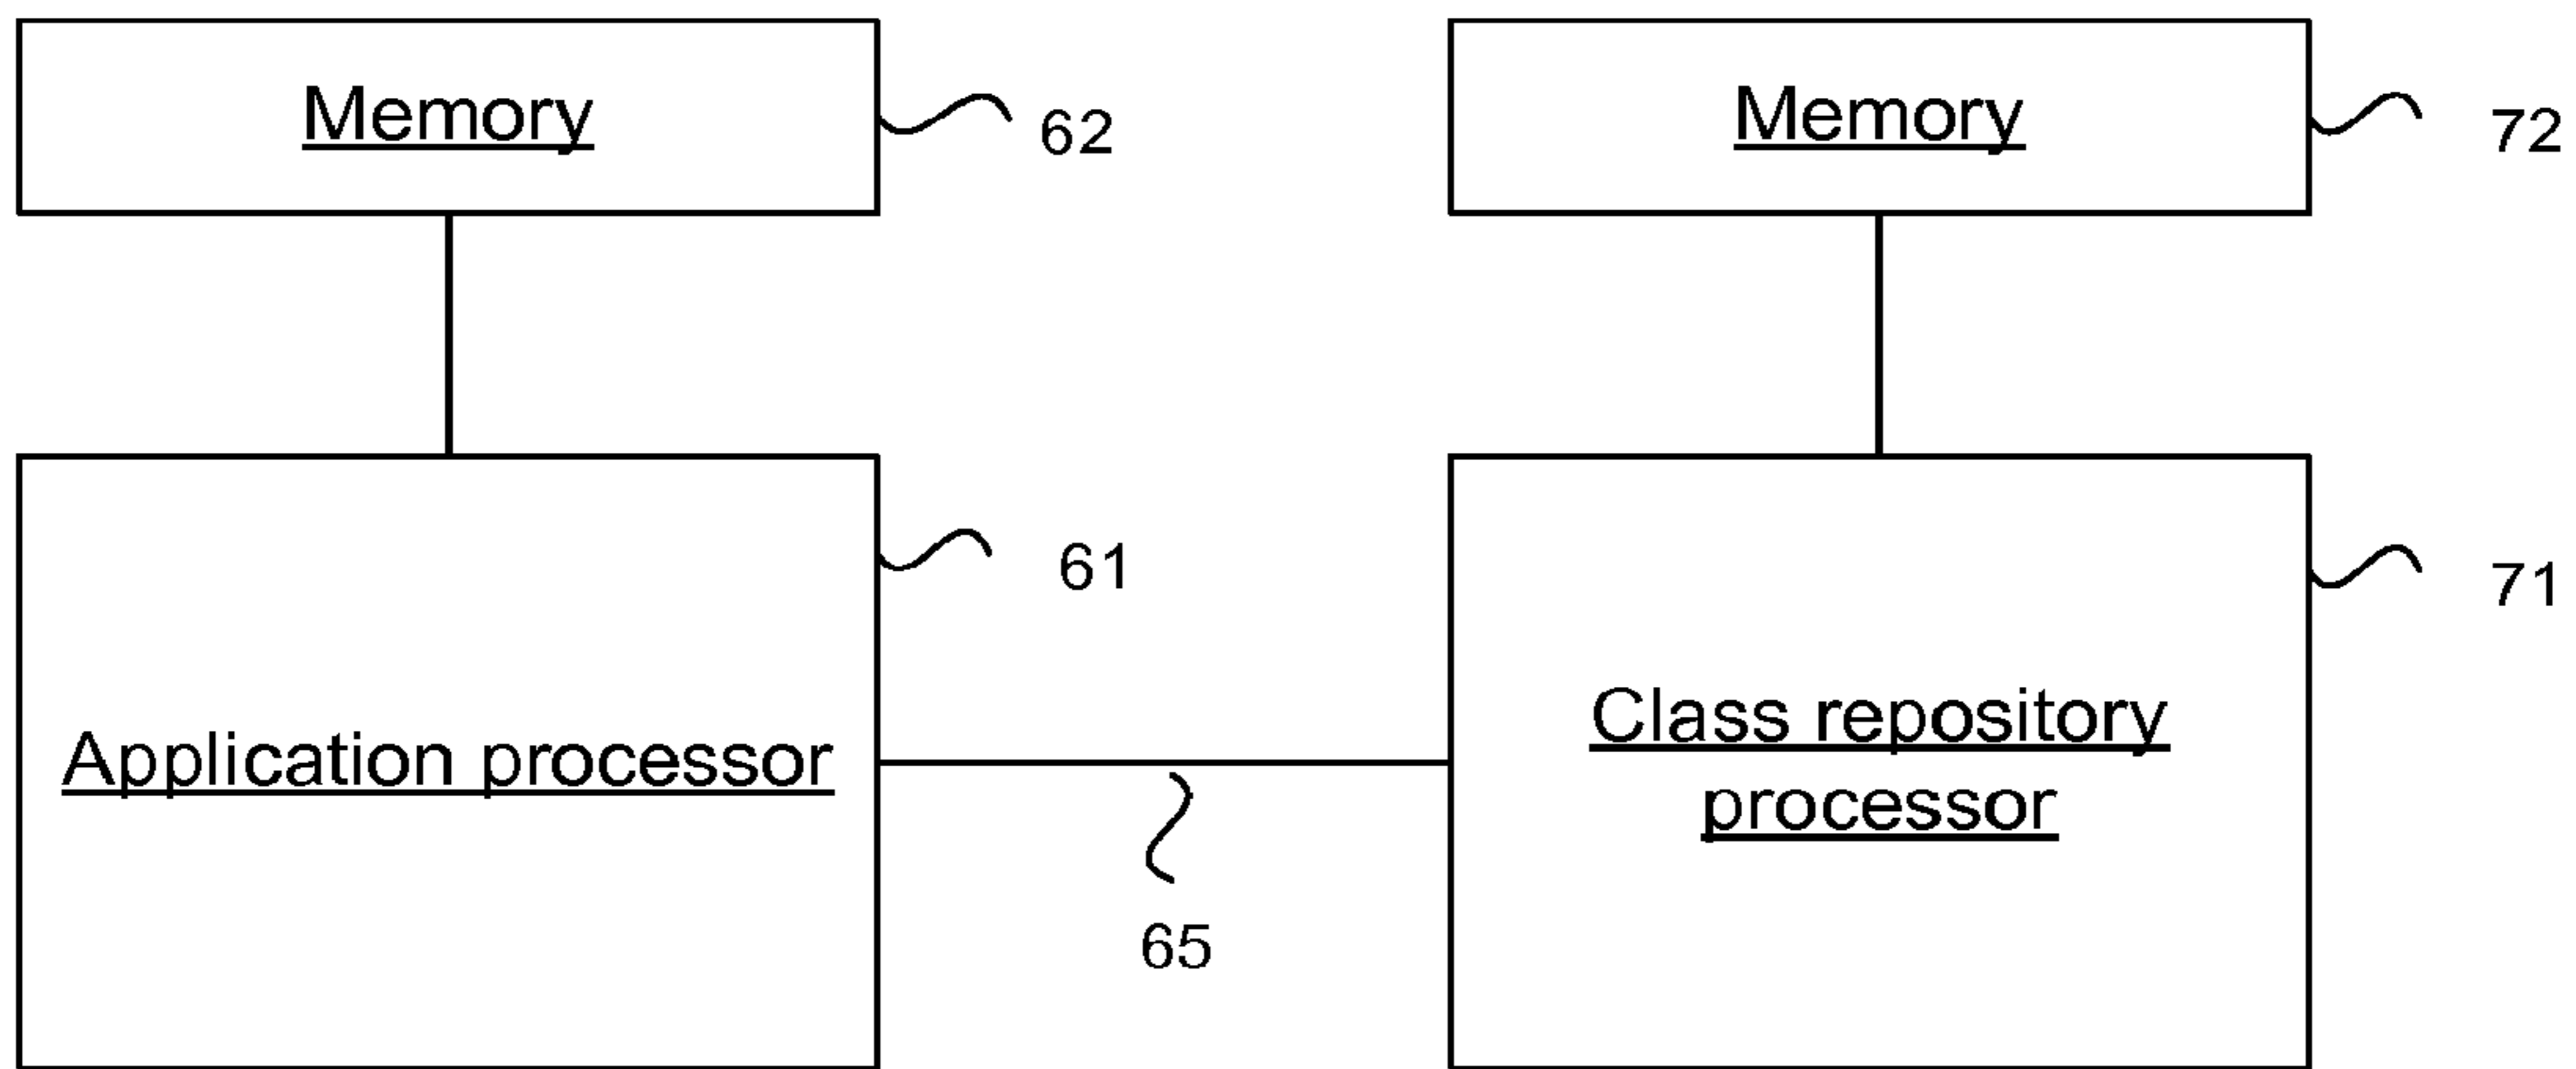 Memory
62
Memory
72
61
71
Application processor
Class repository
processor
65